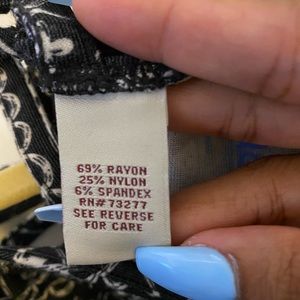 69% RAYON
25% NYLON
6% SPANDEX
RN# 73277
SEE REVERSE
FOR CARE